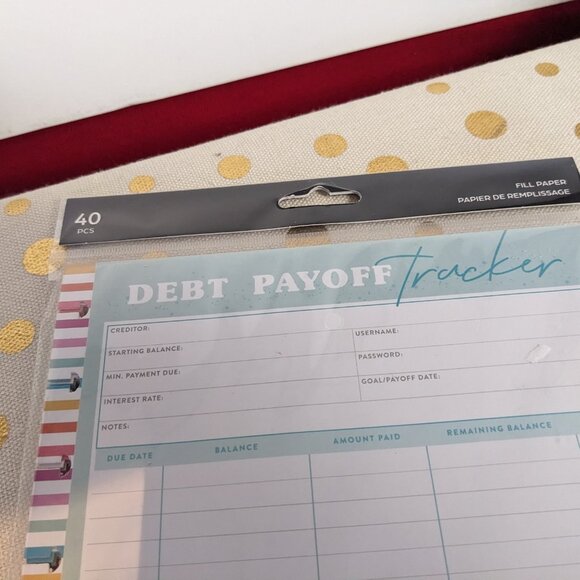 40
PCS
FILL PAPER
PAPIER DE REMPLISSAGE
DEBT PAYOFF Tracker
CREDITOR:
USERNAME:
STARTING BALANCE:
PASSWORD:
MIN. PAYMENT DUE:
GOAL/PAYOFF DATE:
INTEREST RATE:
NOTES:
DUE DATE BALANCE AMOUNT PAID REMAINING BALANCE